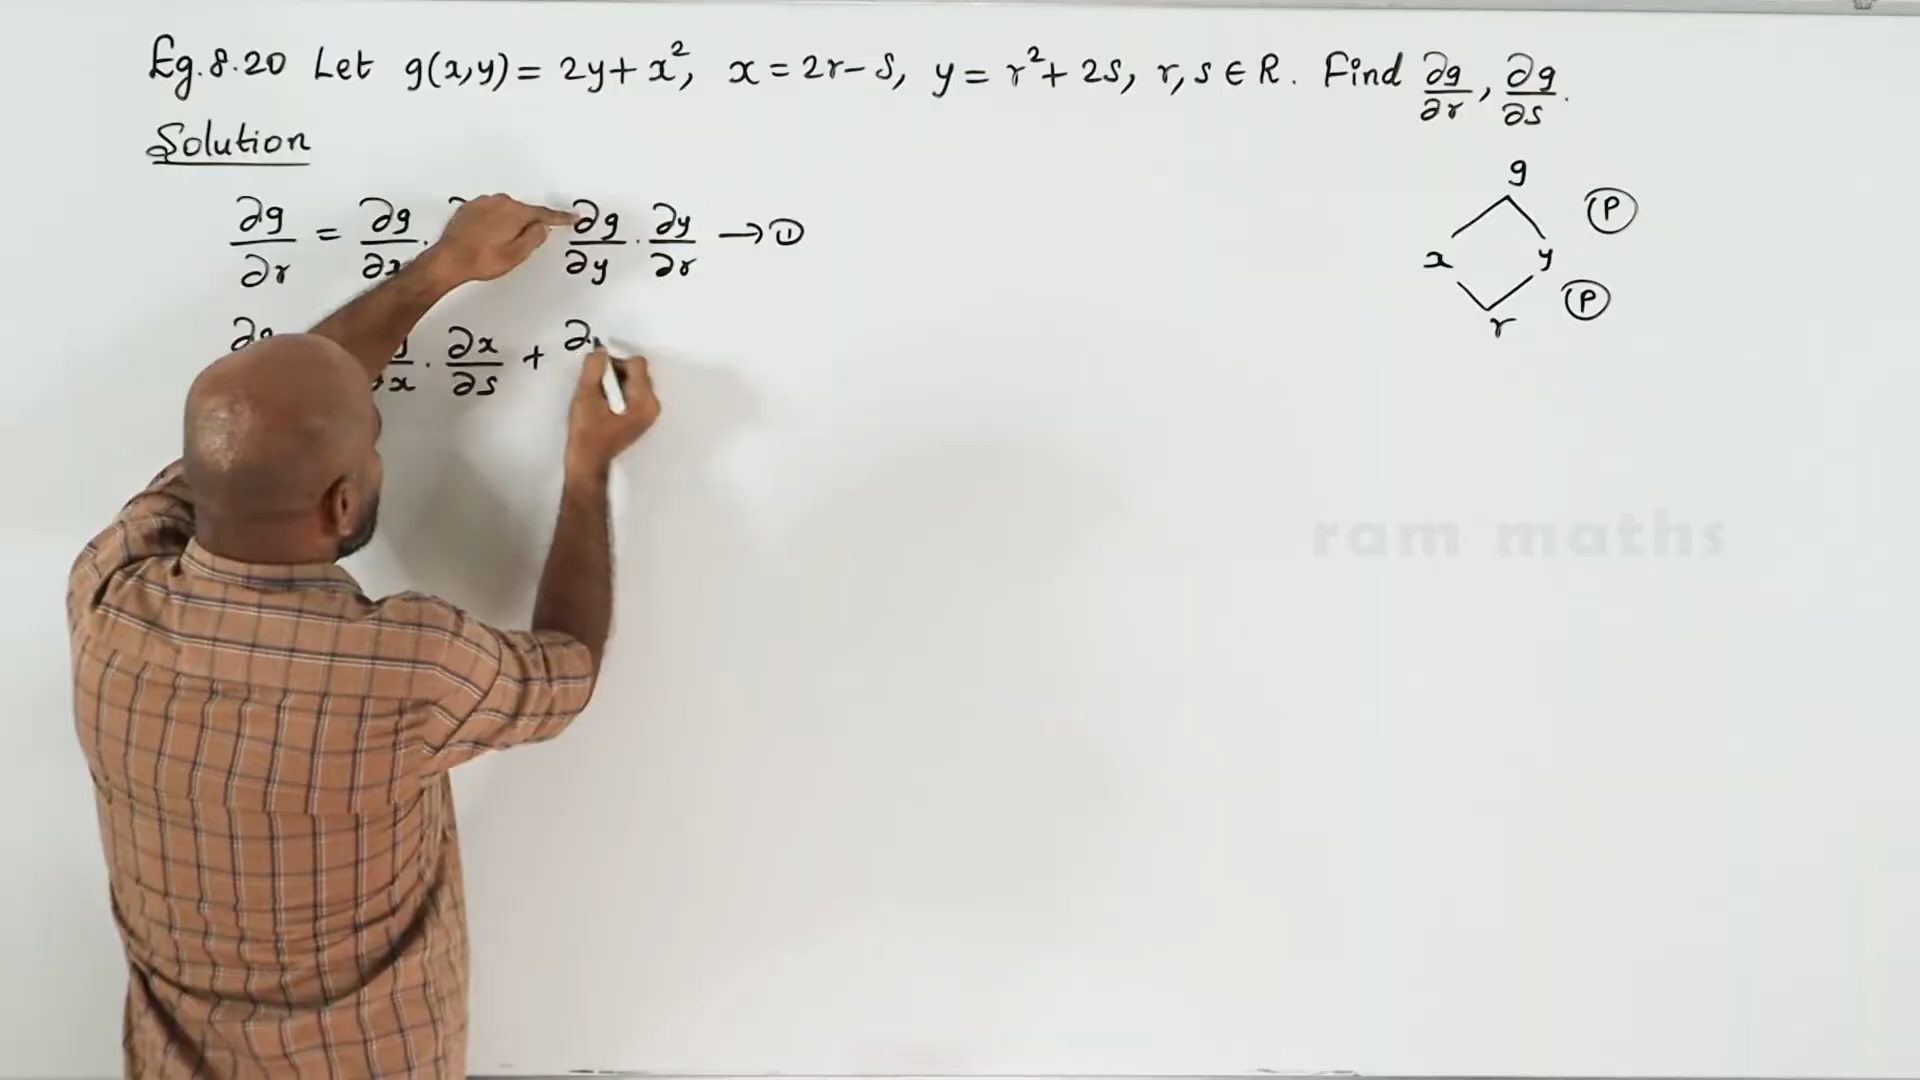 Eg. 8.20 Let g(x,y) = 2y + x², x = 2r - s, y = r² + 2s, r, s ∈ R. Find ∂g/∂r, ∂g/∂s.
Solution
∂g/∂r = ∂g/∂x · ∂g/∂y · ∂y/∂r → ①
· ∂x/∂s + ∂
g
Ⓟ
x y
Ⓟ
r
ram maths